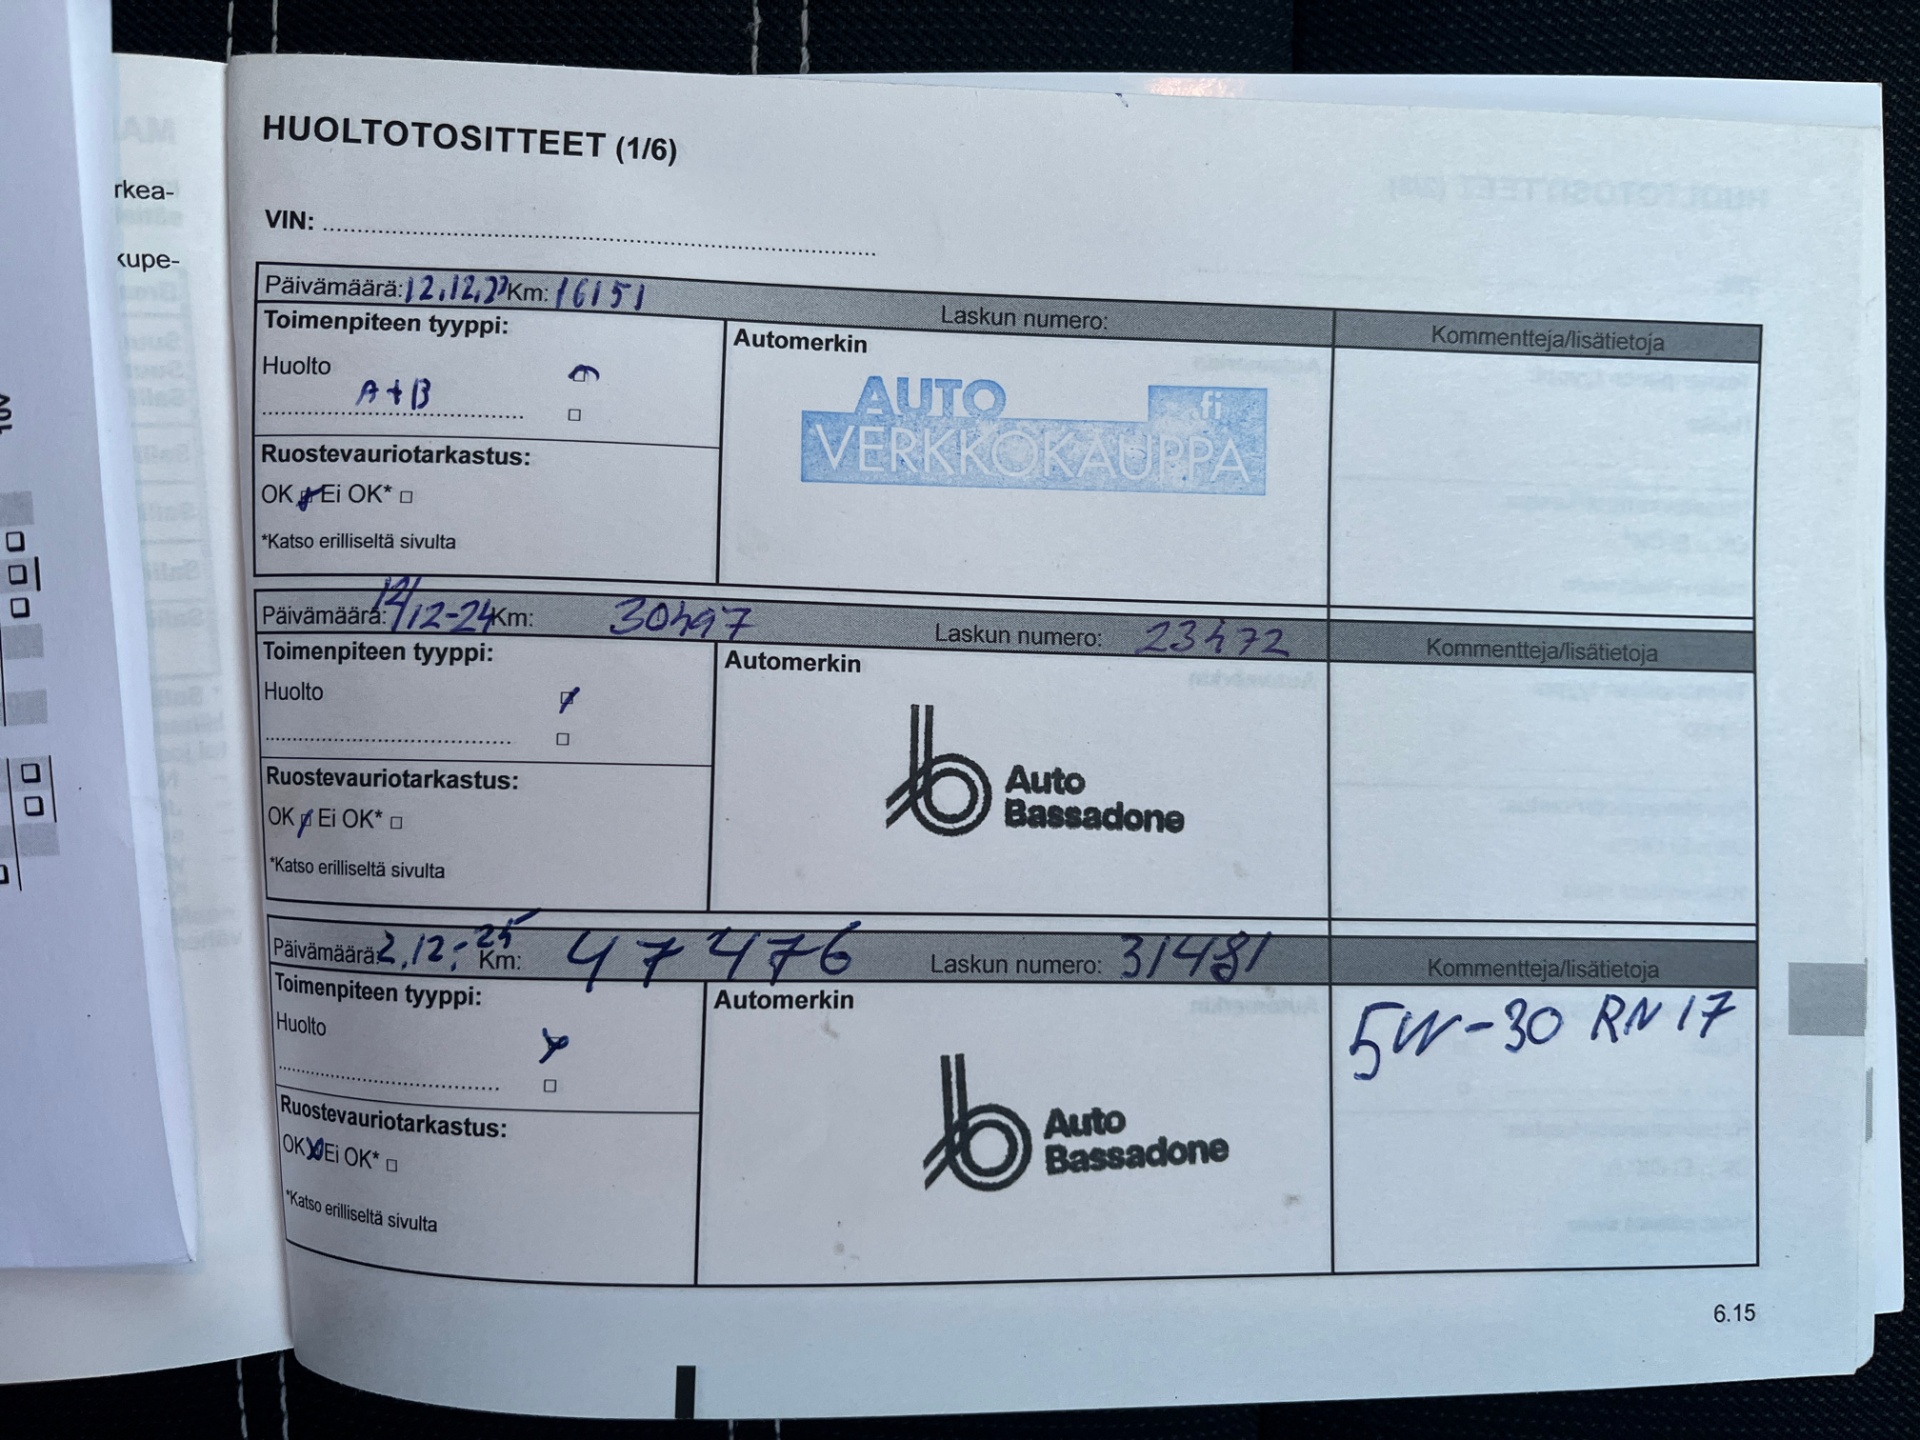 rkea-
kupe-
HUOLTOTOSITTEET (1/6)
VIN:
Päivämäärä: 12.12.23 Km: 16151 Laskun numero: Kommentteja/lisätietoja
Toimenpiteen tyyppi:
Huolto
A+B
Ruostevauriotarkastus:
OK Ei OK*
*Katso erilliseltä sivulta
Automerkin
AUTO .fi
VERKKOKAUPPA
Päivämäärä: 12/12-24 Km: 30497 Laskun numero: 23472 Kommentteja/lisätietoja
Toimenpiteen tyyppi:
Huolto
Ruostevauriotarkastus:
OK Ei OK*
*Katso erilliseltä sivulta
Automerkin
Auto
Bassadone
Päivämäärä: 2.12.-25 Km: 47476 Laskun numero: 31481 Kommentteja/lisätietoja
Toimenpiteen tyyppi:
Huolto
Ruostevauriotarkastus:
OK Ei OK*
*Katso erilliseltä sivulta
Automerkin
Auto
Bassadone
5W-30 RN17
6.15